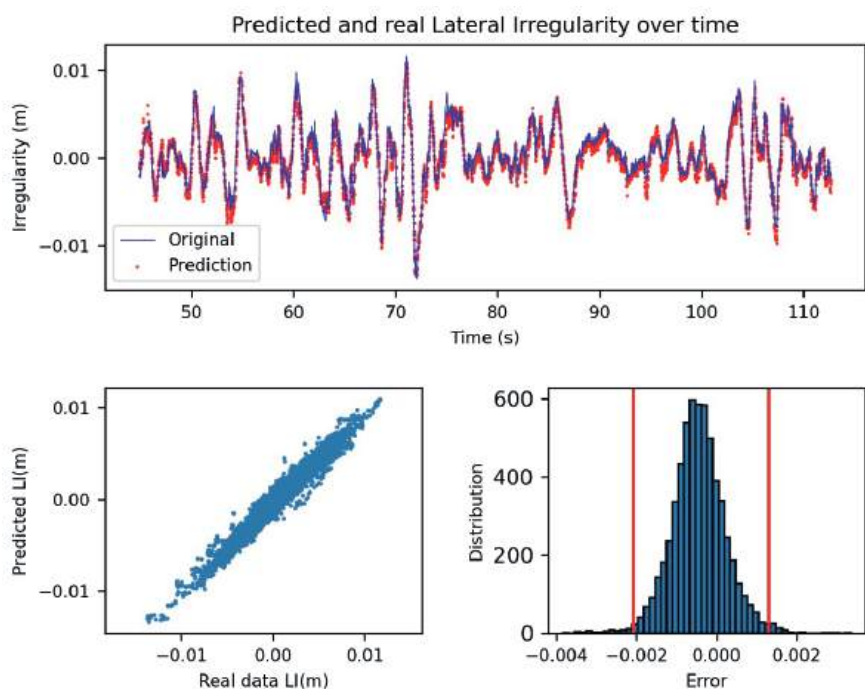 Predicted and real Lateral Irregularity over time
0.01
0.00
−0.01
Irregularity (m)
Original
Prediction
50 60 70 80 90 100 110
Time (s)
0.01
0.00
−0.01
Predicted LI(m)
−0.01 0.00 0.01
Real data LI(m)
600
400
200
0
Distribution
−0.004 −0.002 0.000 0.002
Error